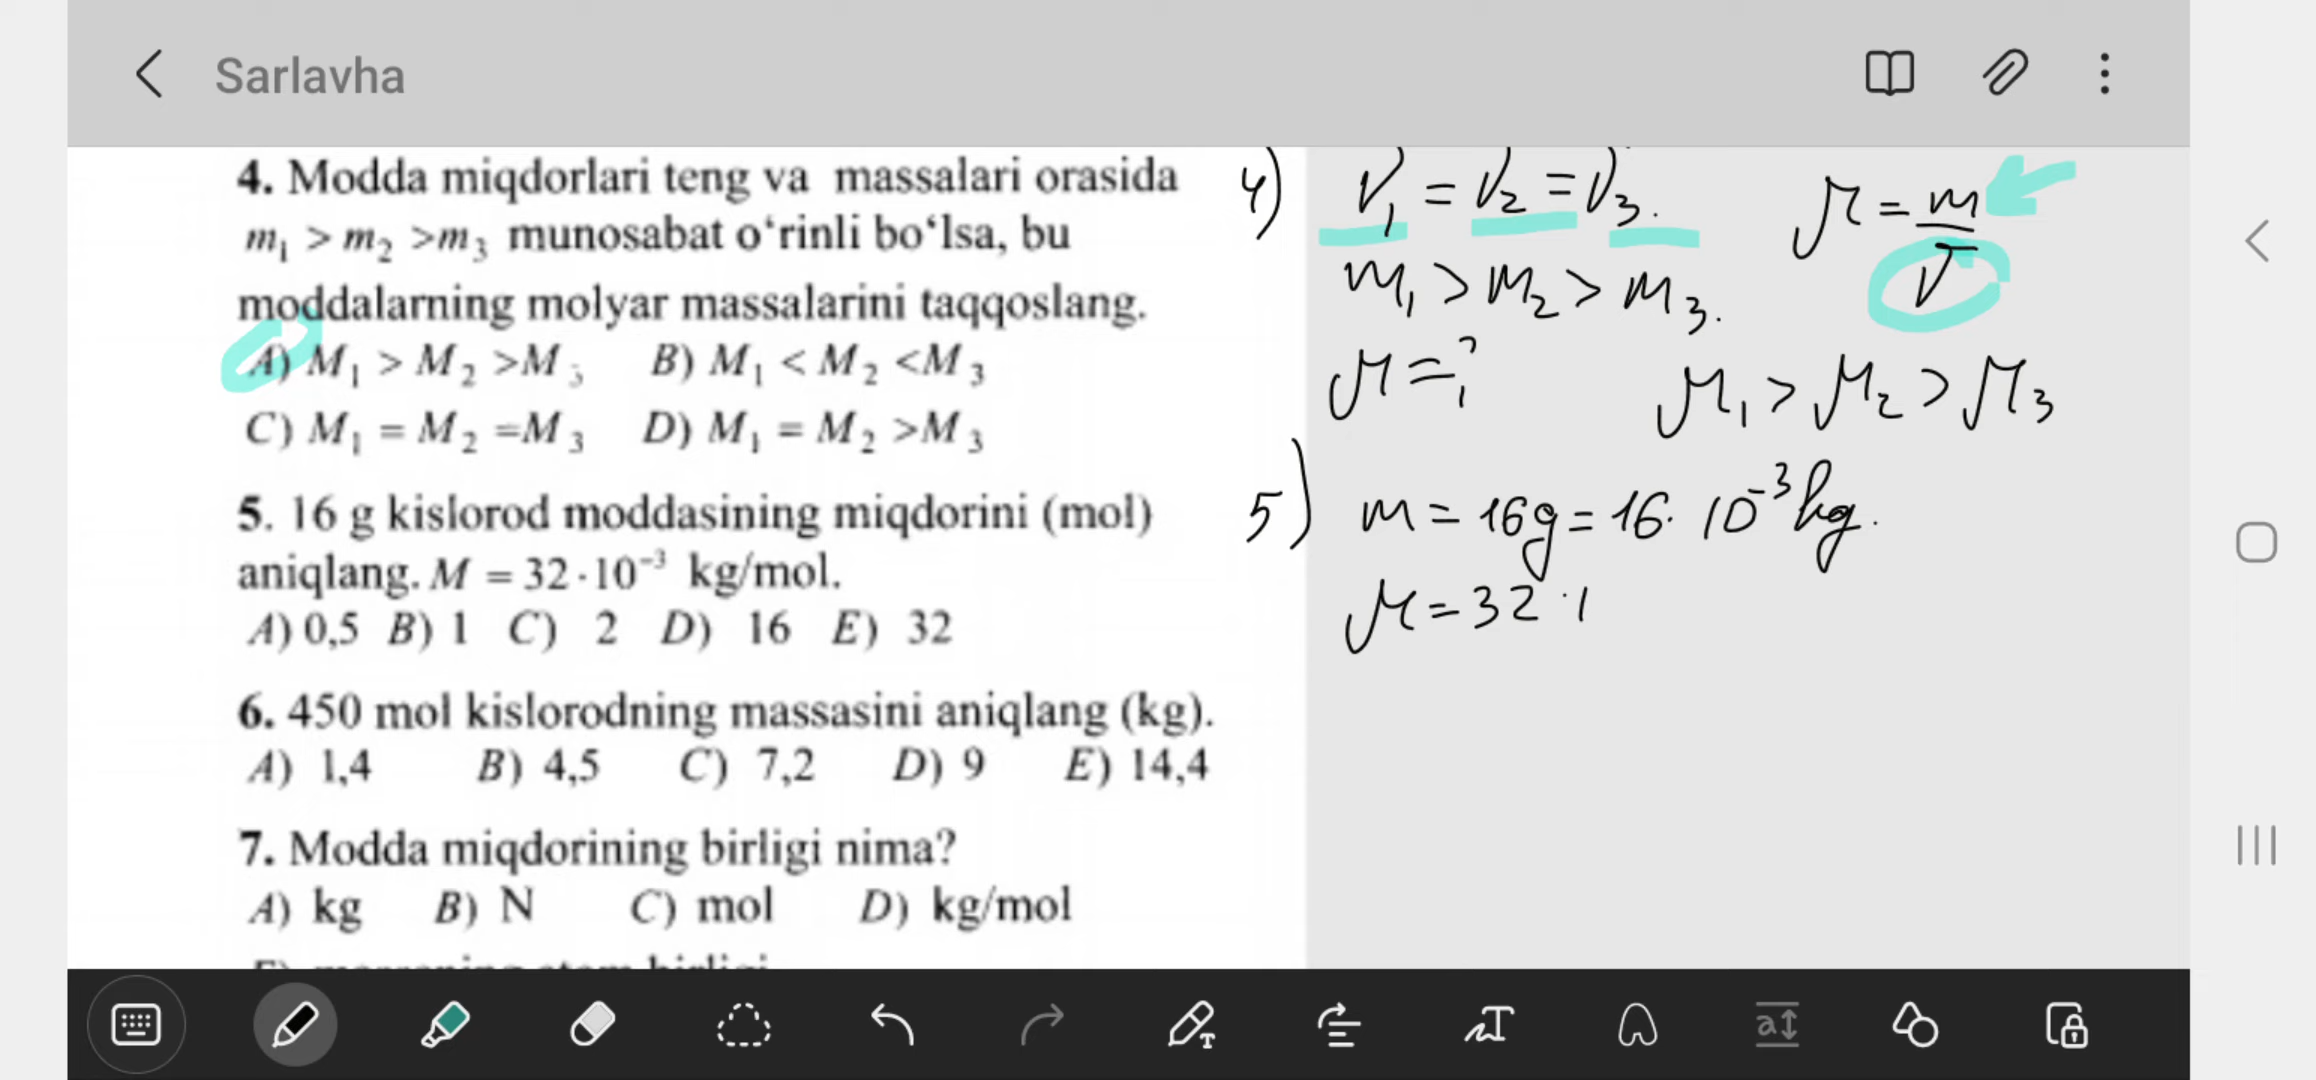 Sarlavha
4. Modda miqdorlari teng va massalari orasida
m₁ > m₂ >m₃ munosabat o‘rinli bo‘lsa, bu
moddalarning molyar massalarini taqqoslang.
A) M₁ > M₂ >M₃ B) M₁ < M₂ <M₃
C) M₁ = M₂ =M₃ D) M₁ = M₂ >M₃
5. 16 g kislorod moddasining miqdorini (mol)
aniqlang. M = 32·10⁻³ kg/mol.
A) 0,5 B) 1 C) 2 D) 16 E) 32
6. 450 mol kislorodning massasini aniqlang (kg).
A) 1,4 B) 4,5 C) 7,2 D) 9 E) 14,4
7. Modda miqdorining birligi nima?
A) kg B) N C) mol D) kg/mol
4) ν₁ = ν₂ = ν₃.
M = m/ν
m₁ > m₂ > m₃.
M = ?
M₁ > M₂ > M₃
5) m = 16g = 16· 10⁻³ kg.
M = 32·1